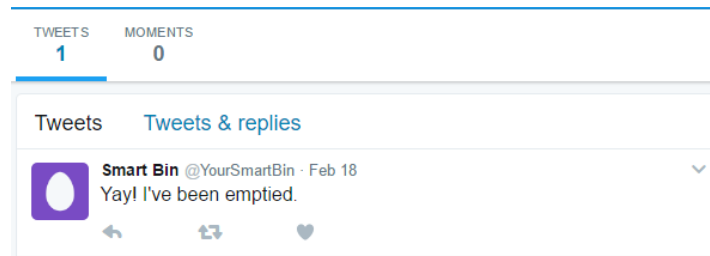 TWEETS MOMENTS
1 0
Tweets Tweets & replies
Smart Bin @YourSmartBin · Feb 18
Yay! I've been emptied.